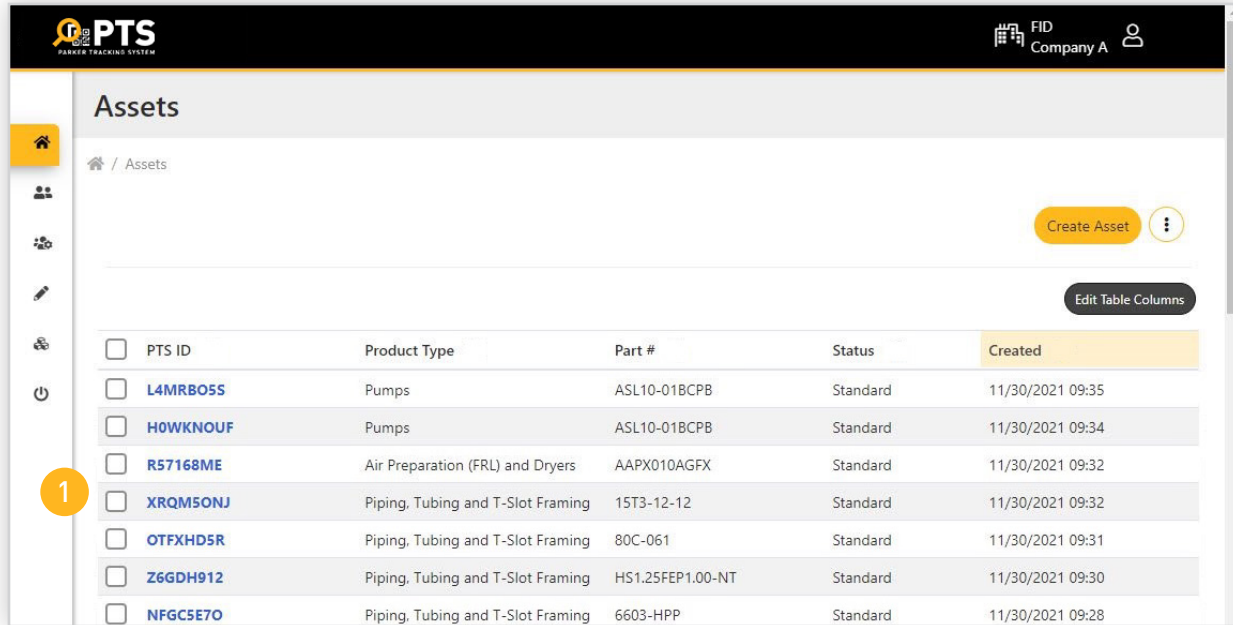 PTS
PARKER TRACKING SYSTEM
FID
Company A
Assets
/ Assets
Create Asset
Edit Table Columns
PTS ID Product Type Part # Status Created
L4MRBO5S Pumps ASL10-01BCPB Standard 11/30/2021 09:35
H0WKNOUF Pumps ASL10-01BCPB Standard 11/30/2021 09:34
R57168ME Air Preparation (FRL) and Dryers AAPX010AGFX Standard 11/30/2021 09:32
1
XRQM5ONJ Piping, Tubing and T-Slot Framing 15T3-12-12 Standard 11/30/2021 09:32
OTFXHD5R Piping, Tubing and T-Slot Framing 80C-061 Standard 11/30/2021 09:31
Z6GDH912 Piping, Tubing and T-Slot Framing HS1.25FEP1.00-NT Standard 11/30/2021 09:30
NFGC5E7O Piping, Tubing and T-Slot Framing 6603-HPP Standard 11/30/2021 09:28